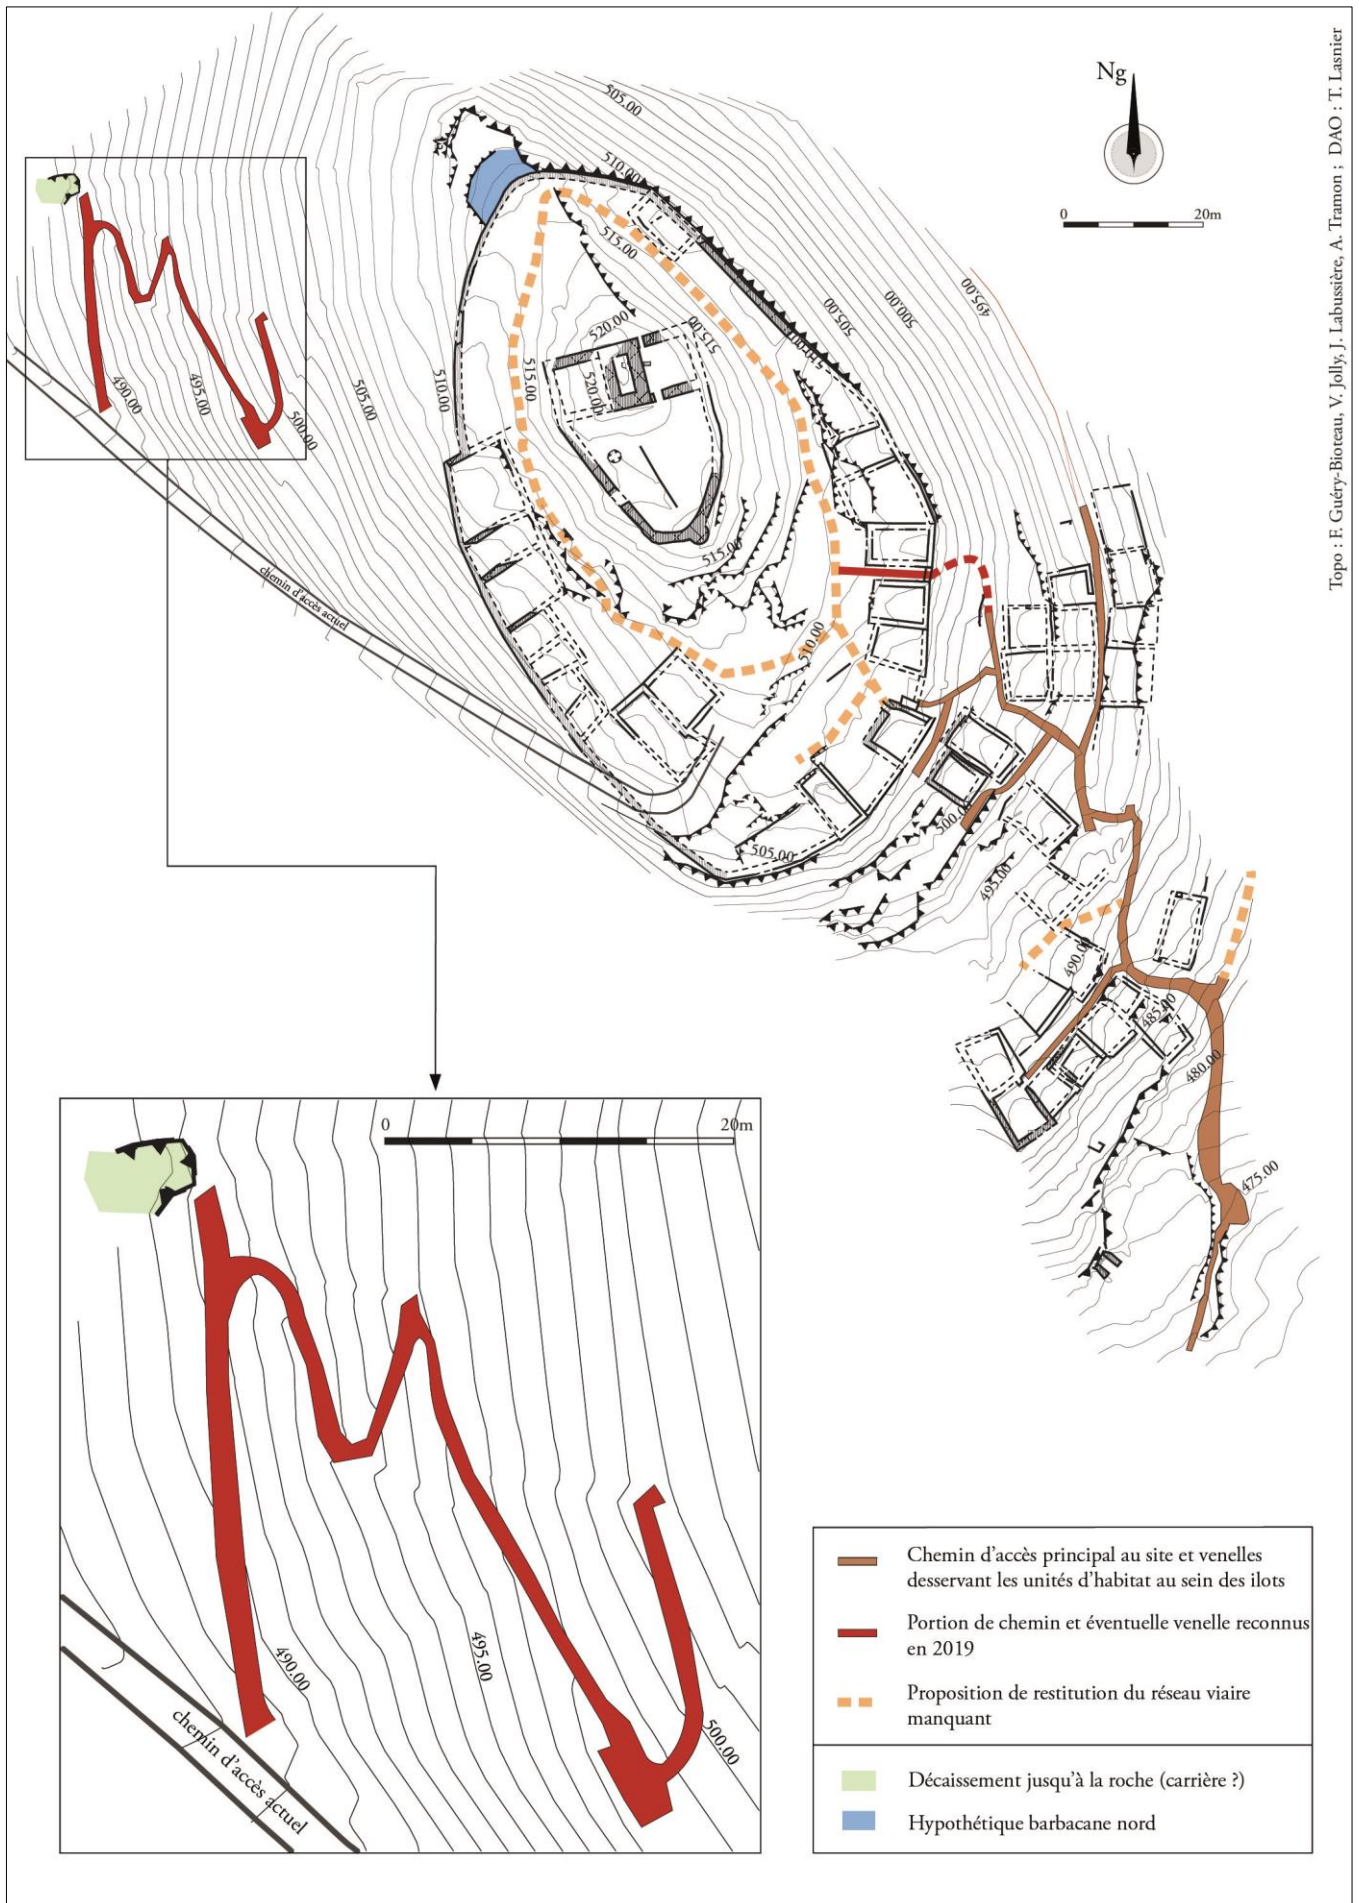 Topo : F. Guéry-Bioteau, V. Jolly, J. Labussière, A. Tramon ; DAO : T. Lasnier
Ng
0 20m
505.00
510.00
515.00
505.00
500.00
495.00
510.00
515.00
520.00
520.00
515.00
510.00
505.00
490.00
495.00
500.00
chemin d'accès actuel
515.00
510.00
505.00
500.00
495.00
490.00
485.00
480.00
475.00
0 20m
490.00
495.00
500.00
chemin d'accès actuel
Chemin d'accès principal au site et venelles
desservant les unités d'habitat au sein des ilots
Portion de chemin et éventuelle venelle reconnus
en 2019
Proposition de restitution du réseau viaire
manquant
Décaissement jusqu'à la roche (carrière ?)
Hypothétique barbacane nord